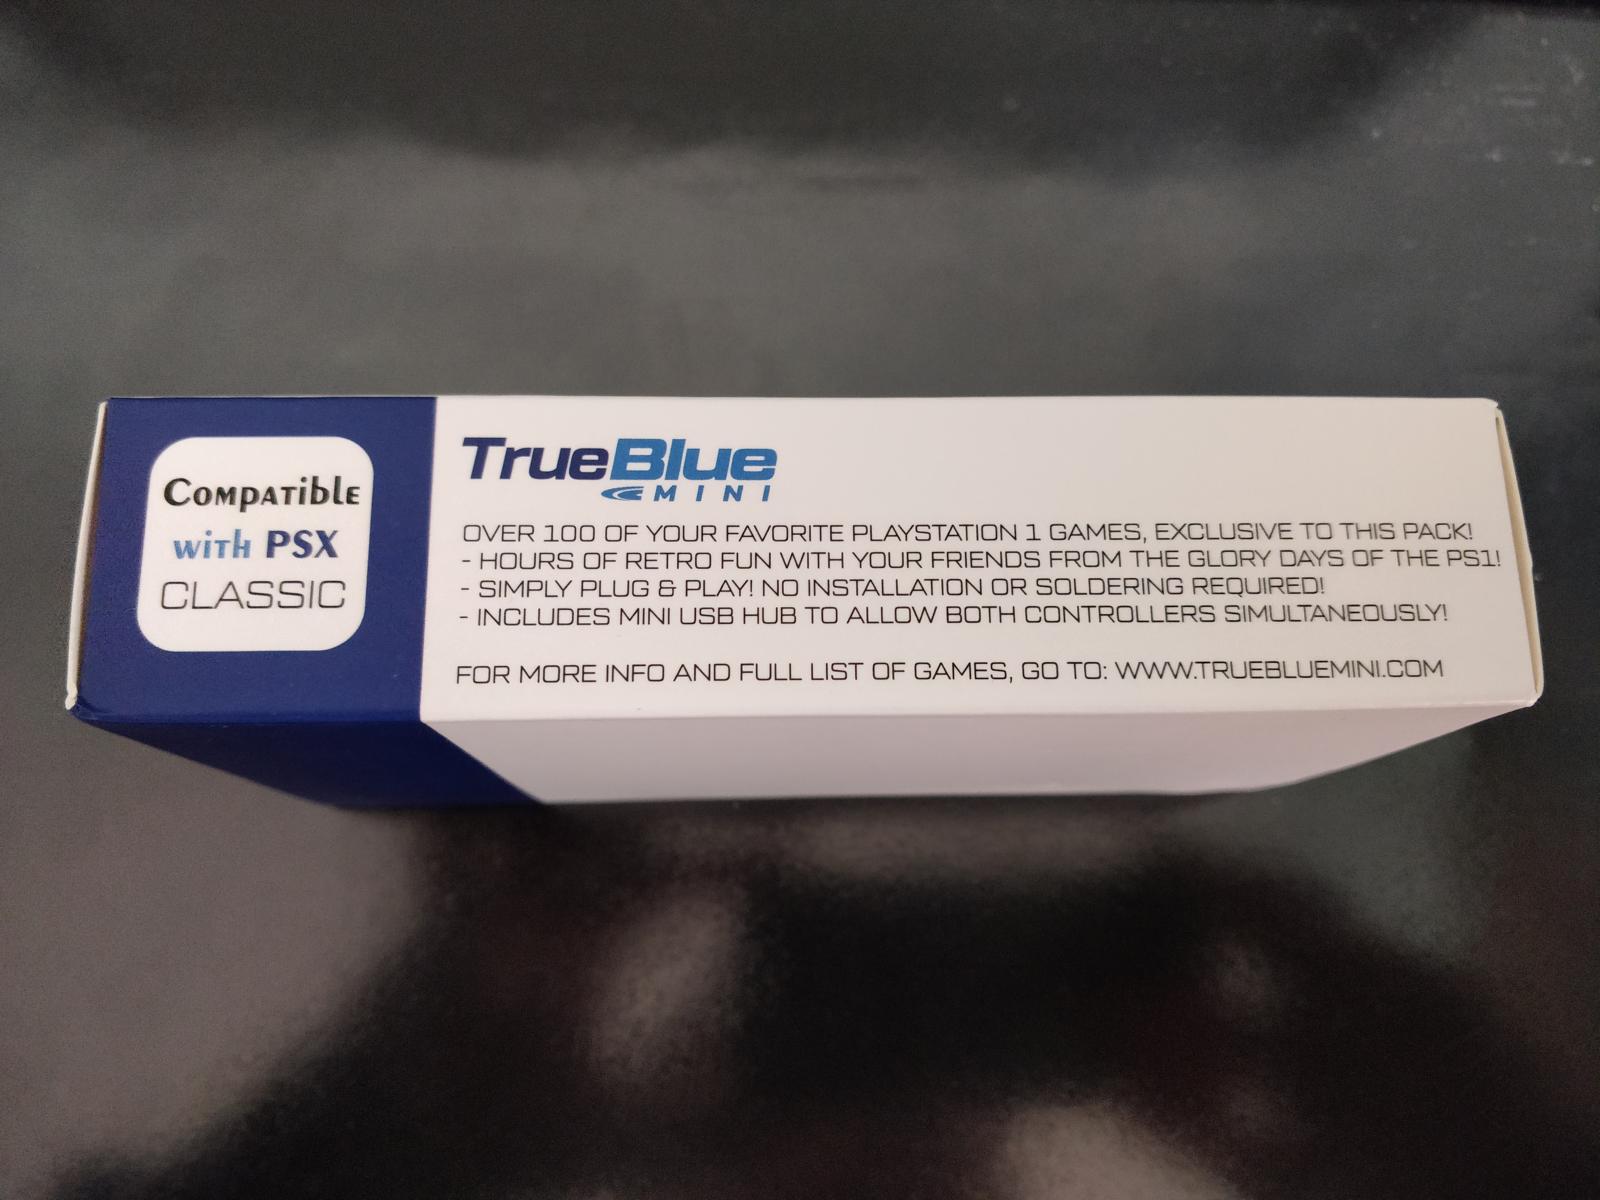 Compatible
with PSX
CLASSIC
TrueBlue
MINI
OVER 100 OF YOUR FAVORITE PLAYSTATION 1 GAMES, EXCLUSIVE TO THIS PACK!
- HOURS OF RETRO FUN WITH YOUR FRIENDS FROM THE GLORY DAYS OF THE PS1!
- SIMPLY PLUG & PLAY! NO INSTALLATION OR SOLDERING REQUIRED!
- INCLUDES MINI USB HUB TO ALLOW BOTH CONTROLLERS SIMULTANEOUSLY!
FOR MORE INFO AND FULL LIST OF GAMES, GO TO: WWW.TRUEBLUEMINI.COM